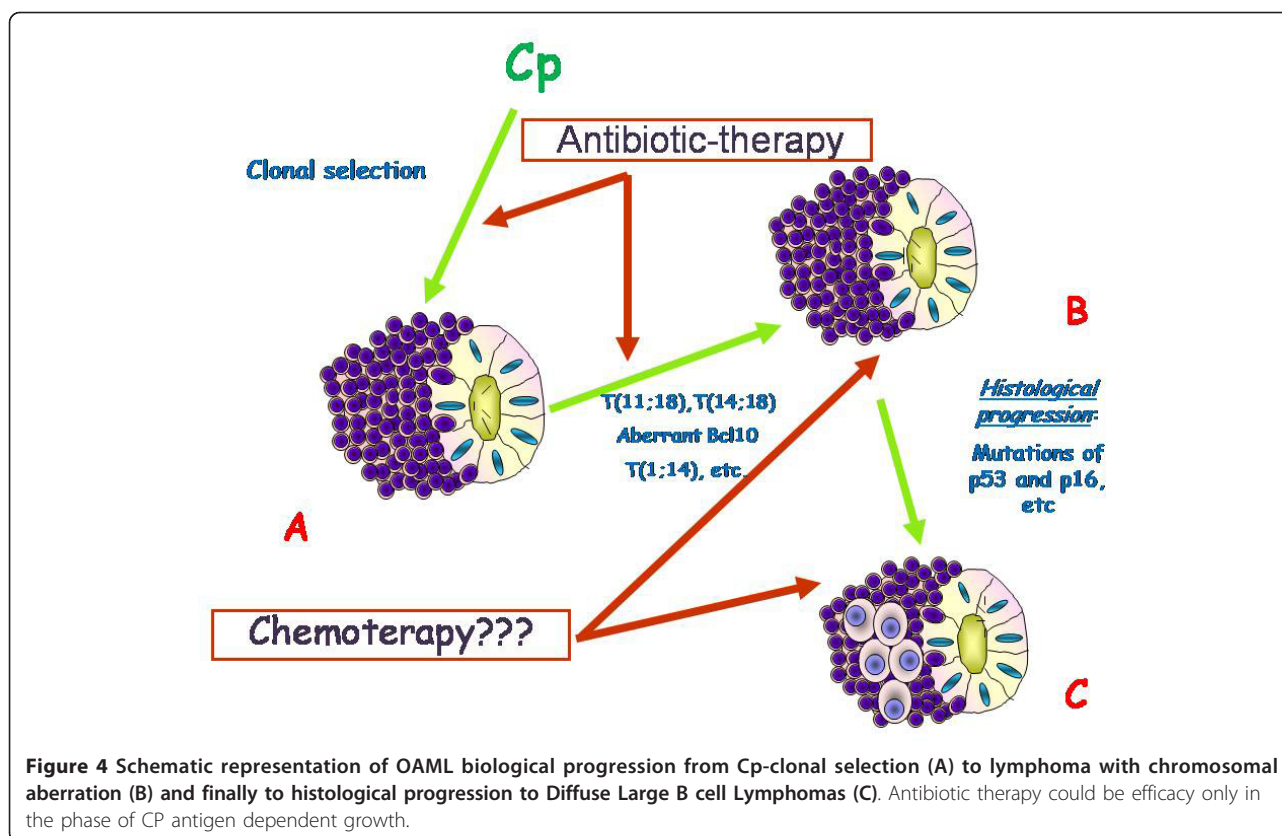 Cp
Antibiotic-therapy
Clonal selection
B
T(11;18),T(14;18)
Aberrant Bcl10
T(1;14), etc.
Histological
progression:
Mutations of
p53 and p16,
etc
A
Chemoterapy???
C
Figure 4 Schematic representation of OAML biological progression from Cp-clonal selection (A) to lymphoma with chromosomal
aberration (B) and finally to histological progression to Diffuse Large B cell Lymphomas (C). Antibiotic therapy could be efficacy only in
the phase of CP antigen dependent growth.